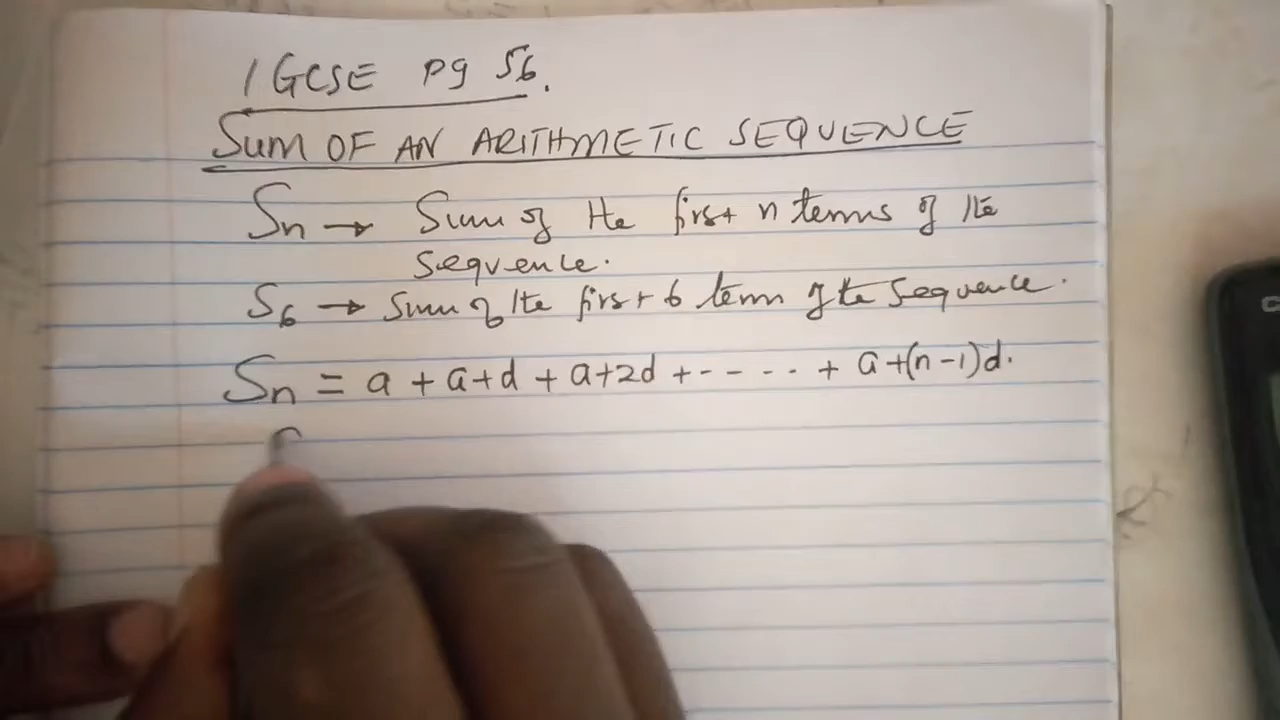 IGCSE pg 56.
SUM OF AN ARITHMETIC SEQUENCE
Sn → Sum of the first n terms of the
sequence.
S6 → Sum of the first 6 term of the sequence.
Sn = a + a+d + a+2d +----- + a+(n-1)d.